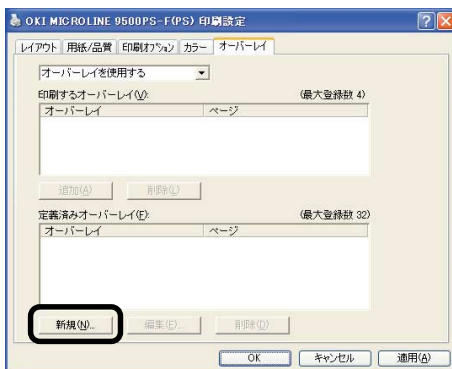 OKI MICROLINE 9500PS-F(PS) 印刷設定
レイアウト 用紙/品質 印刷オプション カラー オーバーレイ
オーバーレイを使用する
印刷するオーバーレイ(V): (最大登録数 4)
オーバーレイ ページ
追加(A) 削除(L)
定義済みオーバーレイ(F): (最大登録数 32)
オーバーレイ ページ
新規(N)... 編集(E)... 削除(D)
OK キャンセル 適用(A)